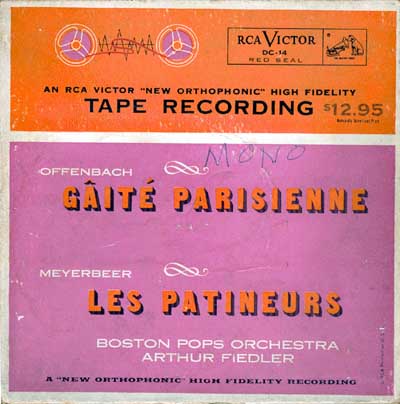 RCA VICTOR
DC-14
RED SEAL
AN RCA VICTOR "NEW ORTHOPHONIC" HIGH FIDELITY
TAPE RECORDING $12.95
MONO
OFFENBACH
GÂITÉ PARISIENNE
MEYERBEER
LES PATINEURS
BOSTON POPS ORCHESTRA
ARTHUR FIEDLER
A "NEW ORTHOPHONIC" HIGH FIDELITY RECORDING